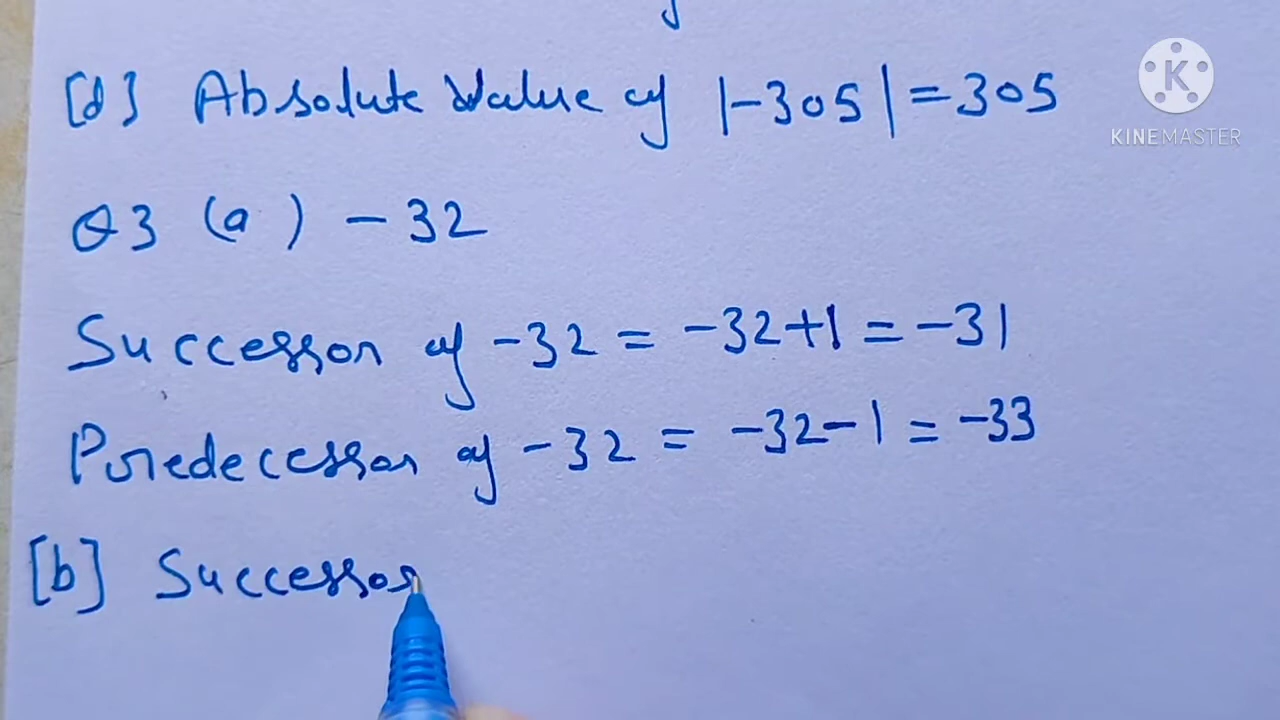 [d] Absolute Value of |-305| = 305
K
KINEMASTER
Q3 (a) - 32
Successor of -32 = -32+1 = -31
Predecessor of -32 = -32-1 = -33
[b] Successor